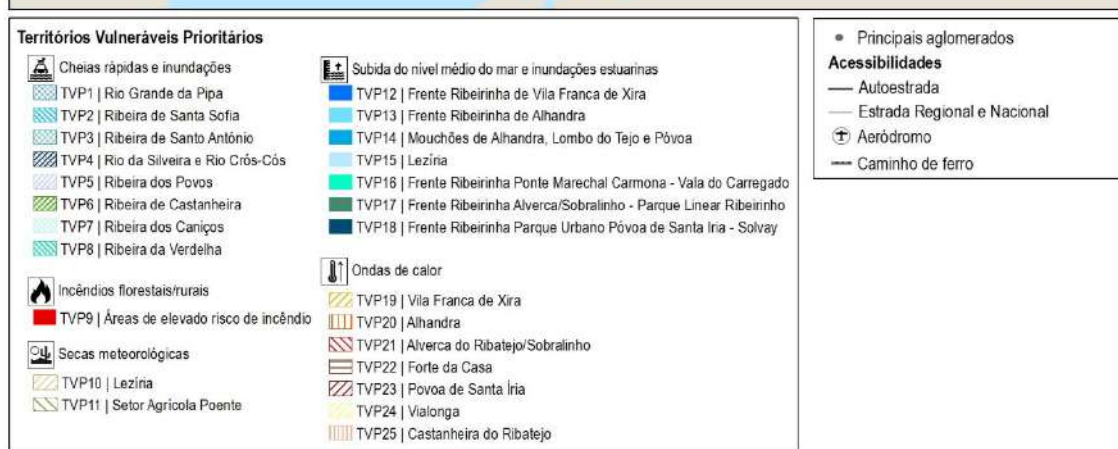 Territórios Vulneráveis Prioritários
Cheias rápidas e inundações
TVP1 | Rio Grande da Pipa
TVP2 | Ribeira de Santa Sofia
TVP3 | Ribeira de Santo António
TVP4 | Rio da Silveira e Rio Crós-Cós
TVP5 | Ribeira dos Povos
TVP6 | Ribeira de Castanheira
TVP7 | Ribeira dos Caniços
TVP8 | Ribeira da Verdelha
Incêndios florestais/rurais
TVP9 | Áreas de elevado risco de incêndio
Secas meteorológicas
TVP10 | Lezíria
TVP11 | Setor Agrícola Poente
Subida do nível médio do mar e inundações estuarinas
TVP12 | Frente Ribeirinha de Vila Franca de Xira
TVP13 | Frente Ribeirinha de Alhandra
TVP14 | Mouchões de Alhandra, Lombo do Tejo e Póvoa
TVP15 | Lezíria
TVP16 | Frente Ribeirinha Ponte Marechal Carmona - Vala do Carregado
TVP17 | Frente Ribeirinha Alverca/Sobralinho - Parque Linear Ribeirinho
TVP18 | Frente Ribeirinha Parque Urbano Póvoa de Santa Iria - Solvay
Ondas de calor
TVP19 | Vila Franca de Xira
TVP20 | Alhandra
TVP21 | Alverca do Ribatejo/Sobralinho
TVP22 | Forte da Casa
TVP23 | Povoa de Santa Íria
TVP24 | Vialonga
TVP25 | Castanheira do Ribatejo
Principais aglomerados
Acessibilidades
Autoestrada
Estrada Regional e Nacional
Aeródromo
Caminho de ferro